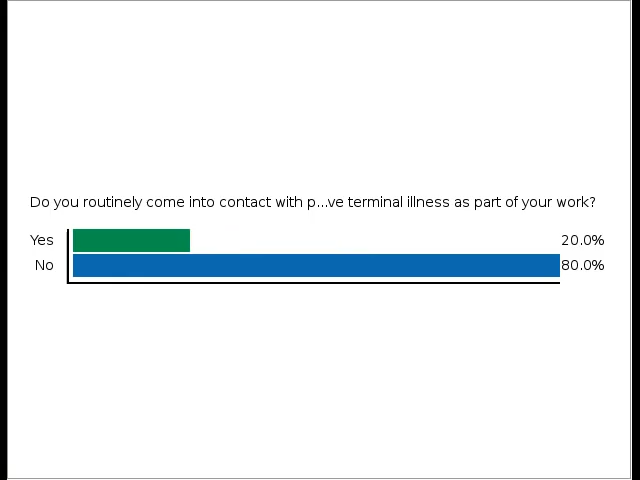 Do you routinely come into contact with p...ve terminal illness as part of your work?
Yes 20.0%
No 80.0%